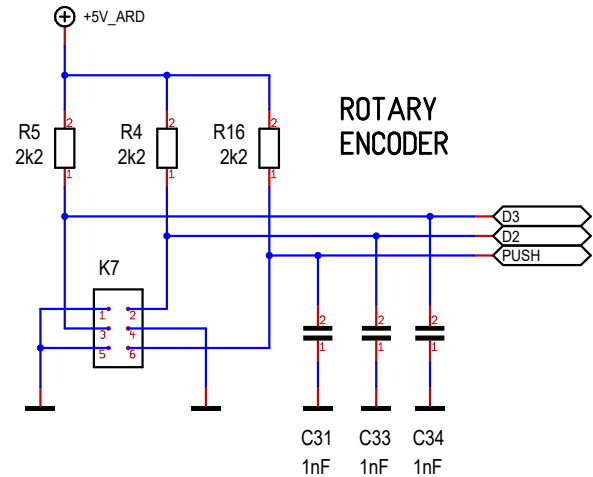 +5V_ARD
ROTARY
ENCODER
R5
2k2
2
1
R4
2k2
2
1
R16
2k2
2
1
D3
D2
PUSH
K7
1 2
3 4
5 6
2 2 2
1 1 1
C31 C33 C34
1nF 1nF 1nF